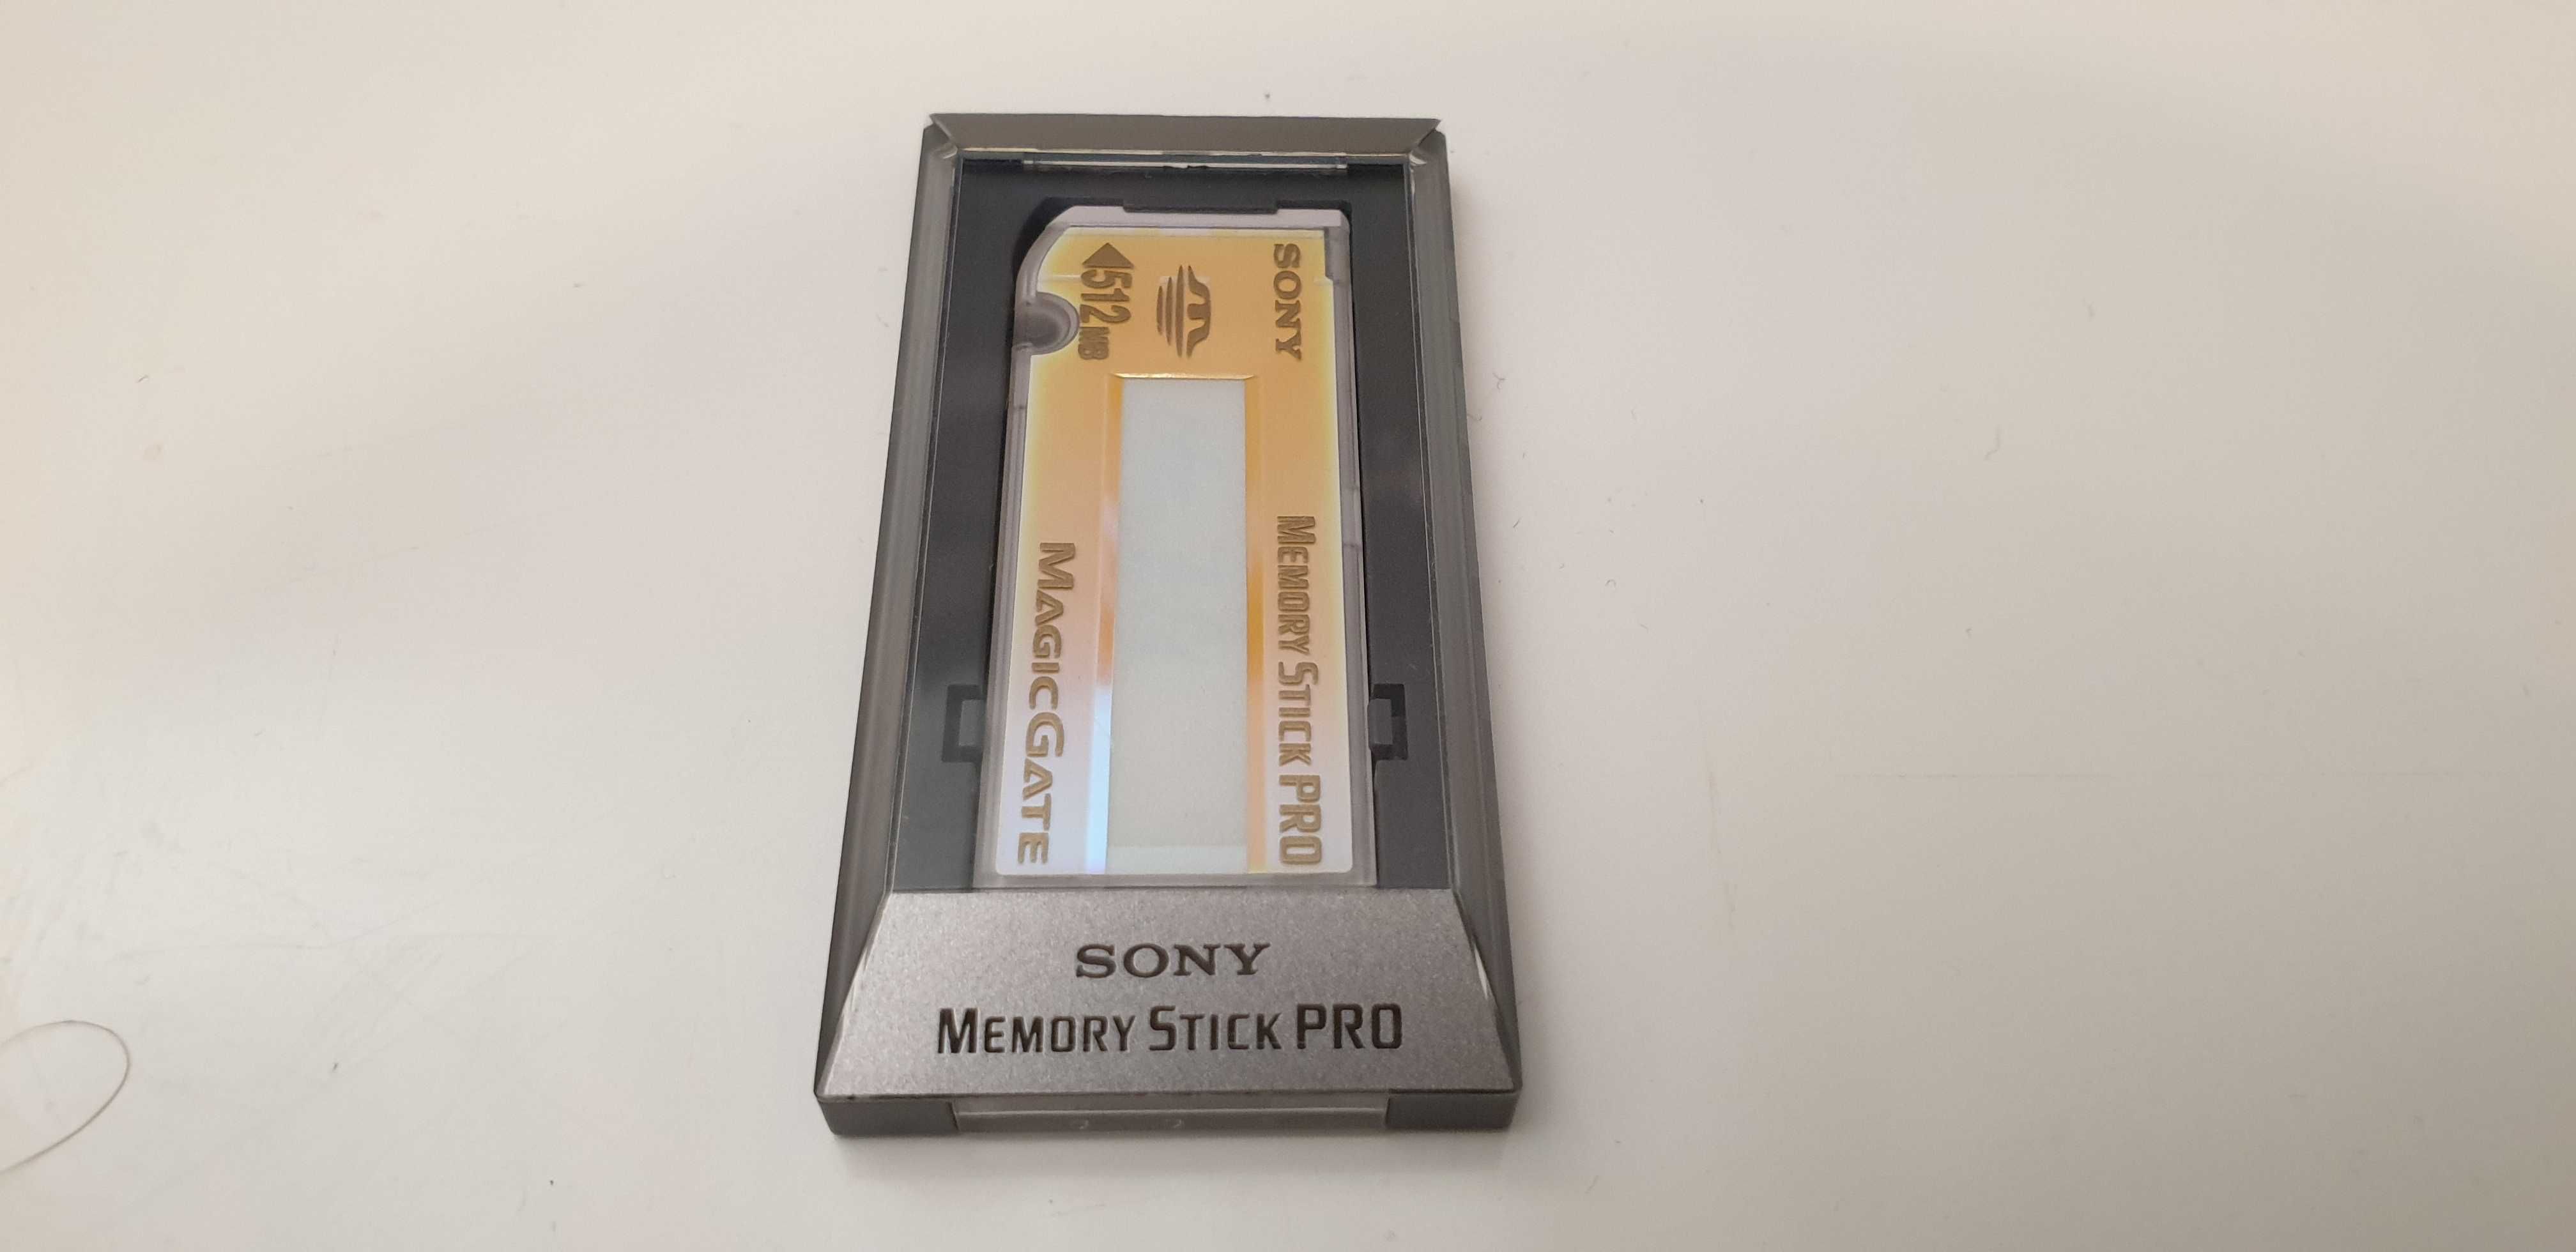 SONY
512MB
MEMORY STICK PRO
MAGICGATE
SONY
MEMORY STICK PRO